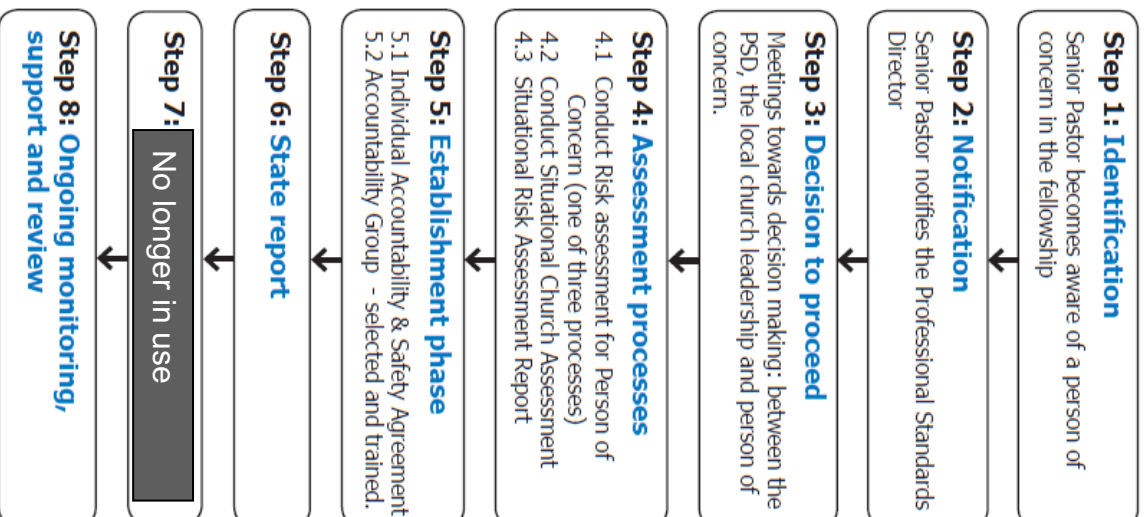 Step 1: Identification
Senior Pastor becomes aware of a person of
concern in the fellowship
Step 2: Notification
Senior Pastor notifies the Professional Standards
Director
Step 3: Decision to proceed
Meetings towards decision making: between the
PSD, the local church leadership and person of
concern.
Step 4: Assessment processes
4.1 Conduct Risk assessment for Person of
Concern (one of three processes)
4.2 Conduct Situational Church Assessment
4.3 Situational Risk Assessment Report
Step 5: Establishment phase
5.1 Individual Accountability & Safety Agreement
5.2 Accountability Group - selected and trained.
Step 6: State report
Step 7:
No longer in use
Step 8: Ongoing monitoring,
support and review